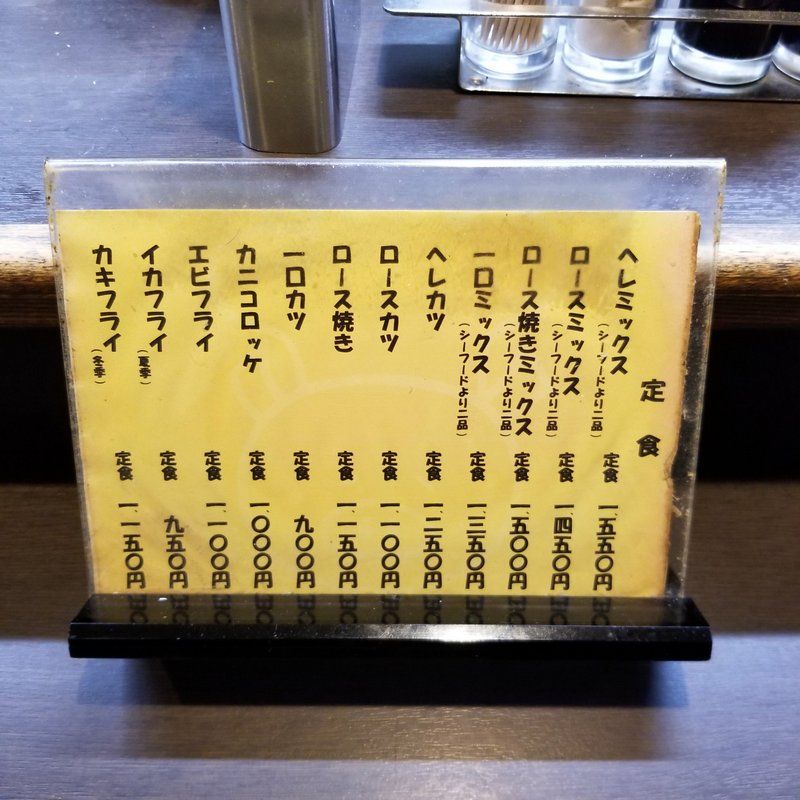 定食
ヘレミックス(シーフードより二品) 定食 一、五五〇円
ロースミックス(シーフードより二品) 定食 一、四五〇円
ロース焼きミックス(シーフードより二品) 定食 一、五〇〇円
一口ミックス(シーフードより二品) 定食 一、三五〇円
ヘレカツ 定食 一、二五〇円
ロースカツ 定食 一、一〇〇円
ロース焼き 定食 一、一五〇円
一口カツ 定食 九〇〇円
カニコロッケ 定食 一、〇〇〇円
エビフライ 定食 一、一〇〇円
イカフライ(夏季) 定食 九五〇円
カキフライ(冬季) 定食 一、一五〇円